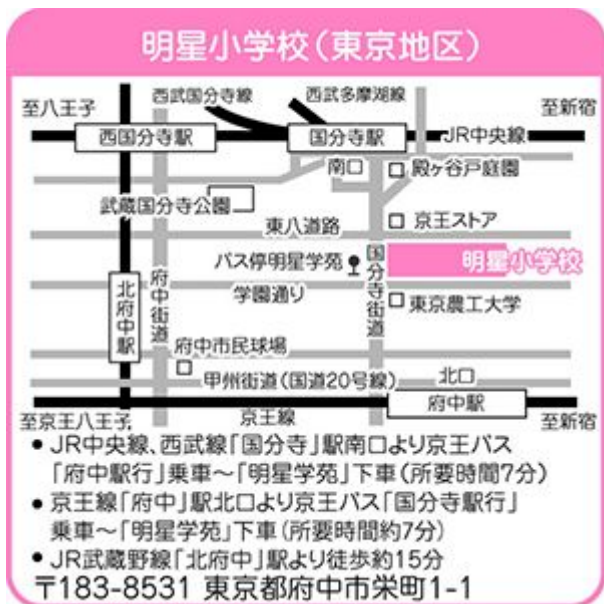 明星小学校(東京地区)
西武国分寺線
西武多摩湖線
至八王子
至新宿
西国分寺駅
国分寺駅
JR中央線
南口
殿ヶ谷戸庭園
武蔵国分寺公園
東八道路
京王ストア
バス停明星学苑
国分寺街道
明星小学校
北府中駅
府中街道
学園通り
東京農工大学
府中市民球場
甲州街道(国道20号線)
北口
府中駅
至京王八王子
京王線
至新宿
● JR中央線、西武線「国分寺」駅南口より京王バス
「府中駅行」乗車～「明星学苑」下車(所要時間7分)
● 京王線「府中」駅北口より京王バス「国分寺駅行」
乗車～「明星学苑」下車(所要時間約7分)
● JR武蔵野線「北府中」駅より徒歩約15分
〒183-8531 東京都府中市栄町1-1